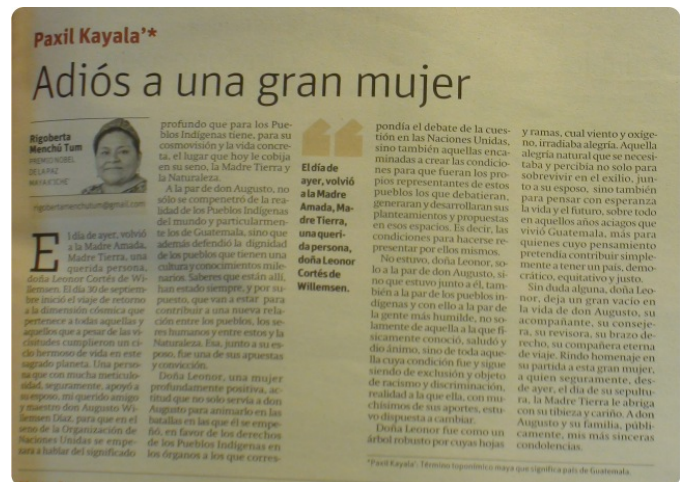 Paxil Kayala’*
Adiós a una gran mujer
Rigoberta
Menchú Tum
PREMIO NOBEL
DE LA PAZ
MAYA K'ICHE'
rigobertamenchutum@gmail.com
El día de ayer, volvió
a la Madre Amada,
Madre Tierra, una
querida persona,
doña Leonor Cortés de Wi-
llemsen. El día 30 de septiem-
bre inició el viaje de retorno
a la dimensión cósmica que
pertenece a todas aquellas y
aquellos que a pesar de las vi-
cisitudes cumplieron un ci-
clo hermoso de vida en este
sagrado planeta. Una perso-
na que con mucha meticulo-
sidad, seguramente, apoyó a
su esposo, mi querido amigo
y maestro don Augusto Wi-
llemsen Díaz, para que en el
seno de la Organización de
Naciones Unidas se empe-
zara a hablar del significado
profundo que para los Pue-
blos Indígenas tiene, para su
cosmovisión y la vida concre-
ta, el lugar que hoy le cobija
en su seno, la Madre Tierra y
la Naturaleza.
A la par de don Augusto, no
sólo se compenetró de la rea-
lidad de los Pueblos Indígenas
del mundo y particularmen-
te los de Guatemala, sino que
además defendió la dignidad
de los pueblos que tienen una
cultura y conocimientos mile-
narios. Saberes que están allí,
han estado siempre, y por su-
puesto, que van a estar para
contribuir a una nueva rela-
ción entre los pueblos, los se-
res humanos y entre estos y la
Naturaleza. Esa, junto a su es-
poso, fue una de sus apuestas
y convicción.
Doña Leonor, una mujer
profundamente positiva, ac-
titud que no solo servía a don
Augusto para animarlo en las
batallas en las que él se empe-
ñó, en favor de los derechos
de los Pueblos Indígenas en
los órganos a los que corres-
El día de
ayer, volvió
a la Madre
Amada, Ma-
dre Tierra,
una queri-
da persona,
doña Leonor
Cortés de
Willemsen.
pondía el debate de la cues-
tión en las Naciones Unidas,
sino también aquellas enca-
minadas a crear las condicio-
nes para que fueran los pro-
pios representantes de estos
pueblos los que debatieran,
generaran y desarrollaran sus
planteamientos y propuestas
en esos espacios. Es decir, las
condiciones para hacerse re-
presentar por ellos mismos.
No estuvo, doña Leonor, so-
lo a la par de don Augusto, si-
no que estuvo junto a él, tam-
bién a la par de los pueblos in-
dígenas y con ello a la par de
la gente más humilde, no so-
lamente de aquella a la que fí-
sicamente conoció, saludó y
dio ánimo, sino de toda aque-
lla cuya condición fue y sigue
siendo de exclusión y objeto
de racismo y discriminación,
realidad a la que ella, con mu-
chísimos de sus aportes, estu-
vo dispuesta a cambiar.
Doña Leonor fue como un
árbol robusto por cuyas hojas
y ramas, cual viento y oxíge-
no, irradiaba alegría. Aquella
alegría natural que se necesi-
taba y percibía no solo para
sobrevivir en el exilio, jun-
to a su esposo, sino también
para pensar con esperanza
la vida y el futuro, sobre todo
en aquellos años aciagos que
vivió Guatemala, más para
quienes cuyo pensamiento
pretendía contribuir simple-
mente a tener un país, demo-
crático, equitativo y justo.
Sin duda alguna, doña Leo-
nor, deja un gran vacío en
la vida de don Augusto, su
acompañante, su conseje-
ra, su revisora, su brazo de-
recho, su compañera eterna
de viaje. Rindo homenaje en
su partida a esta gran mujer,
a quien seguramente, des-
de ayer, el día de su sepultu-
ra, la Madre Tierra le abriga
con su tibieza y cariño. A don
Augusto y su familia, públi-
camente, mis más sinceras
condolencias.
*Paxil Kayala': Término toponímico maya que significa país de Guatemala.